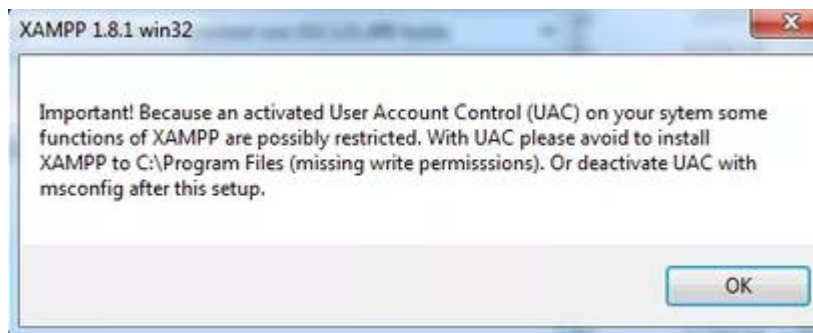 XAMPP 1.8.1 win32
Important! Because an activated User Account Control (UAC) on your sytem some
functions of XAMPP are possibly restricted. With UAC please avoid to install
XAMPP to C:\Program Files (missing write permisssions). Or deactivate UAC with
msconfig after this setup.
OK